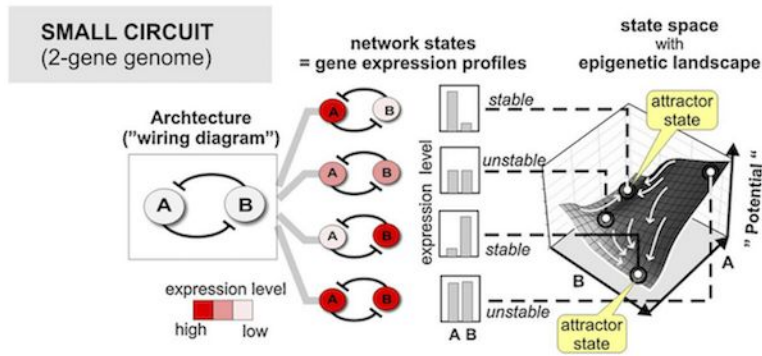 SMALL CIRCUIT
(2-gene genome)
Archtecture
("wiring diagram")
A
B
expression level
high
low
network states
= gene expression profiles
A
B
A
B
A
B
A
B
expression level
stable
unstable
stable
unstable
A B
state space
with
epigenetic landscape
attractor
state
B
A
" Potential "
attractor
state